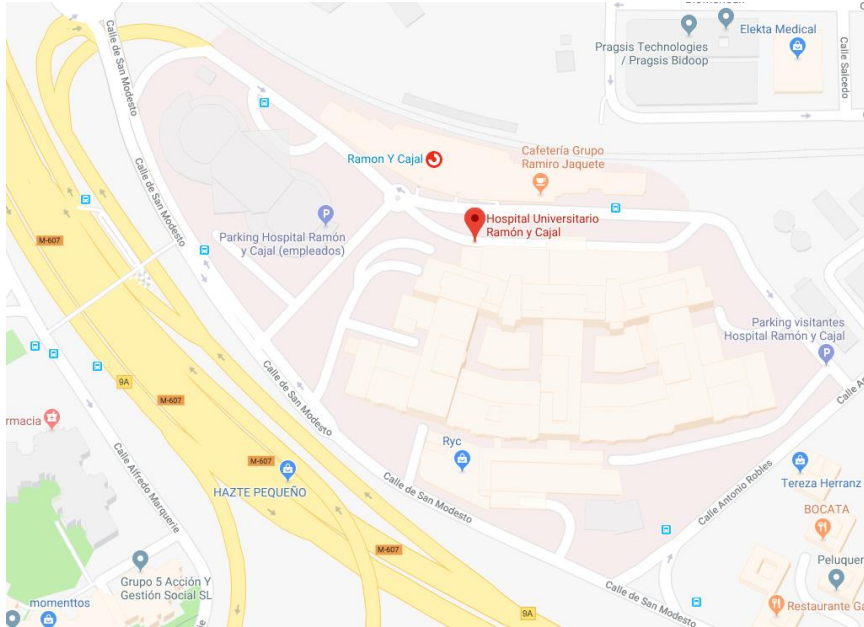 Pragsis Technologies
/ Pragsis Bidoop
Elekta Medical
Calle Salcedo
Calle de San Modesto
Calle de San Modesto
Ramon Y Cajal
Cafetería Grupo
Ramiro Jaquete
Hospital Universitario
Ramón y Cajal
Parking Hospital Ramón
y Cajal (empleados)
M-607
Parking visitantes
Hospital Ramón y Cajal
P
P
9A
M-607
Calle de San Modesto
rmacia
Calle Alfredo Marquerie
M-607
HAZTE PEQUEÑO
Ryc
Calle de San Modesto
Calle Antonio Robles
Tereza Herranz
BOCATA
M-607
Grupo 5 Acción Y
Gestión Social SL
Peluquer
momenttos
9A
Calle de San Modesto
Restaurante Ga